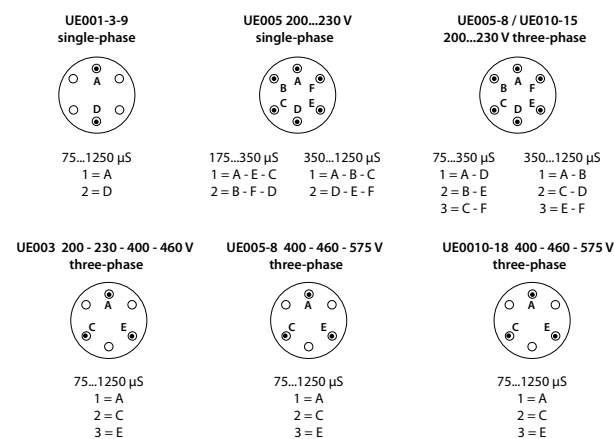 UE001-3-9
single-phase
A
D
75...1250 µS
1 = A
2 = D
UE005 200...230 V
single-phase
A
B F
C D E
175...350 µS 350...1250 µS
1 = A - E - C 1 = A - B - C
2 = B - F - D 2 = D - E - F
UE005-8 / UE010-15
200...230 V three-phase
A
B F
C D E
75...350 µS 350...1250 µS
1 = A - D 1 = A - B
2 = B - E 2 = C - D
3 = C - F 3 = E - F
UE003 200 - 230 - 400 - 460 V
three-phase
A
C E
75...1250 µS
1 = A
2 = C
3 = E
UE005-8 400 - 460 - 575 V
three-phase
A
C E
75...1250 µS
1 = A
2 = C
3 = E
UE0010-18 400 - 460 - 575 V
three-phase
A
C E
75...1250 µS
1 = A
2 = C
3 = E